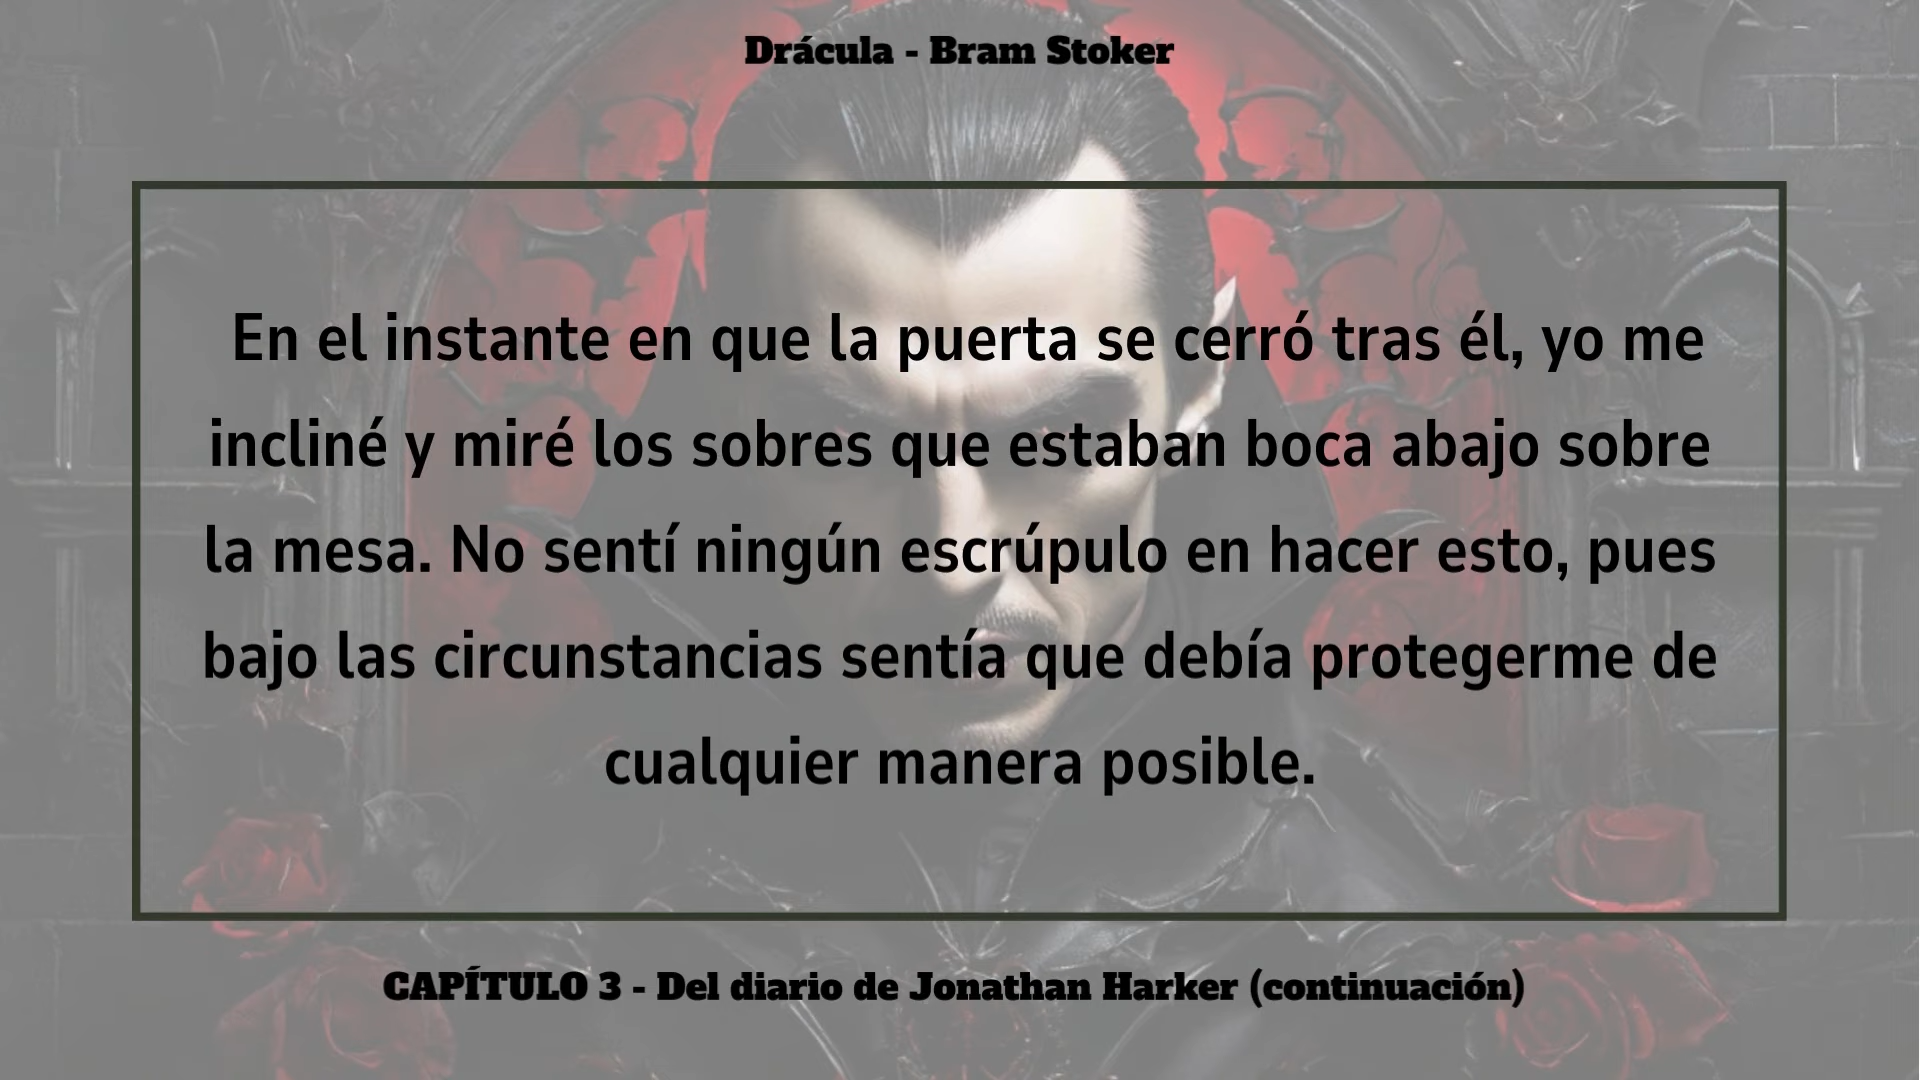 Drácula - Bram Stoker
En el instante en que la puerta se cerró tras él, yo me
incliné y miré los sobres que estaban boca abajo sobre
la mesa. No sentí ningún escrúpulo en hacer esto, pues
bajo las circunstancias sentía que debía protegerme de
cualquier manera posible.
CAPÍTULO 3 - Del diario de Jonathan Harker (continuación)